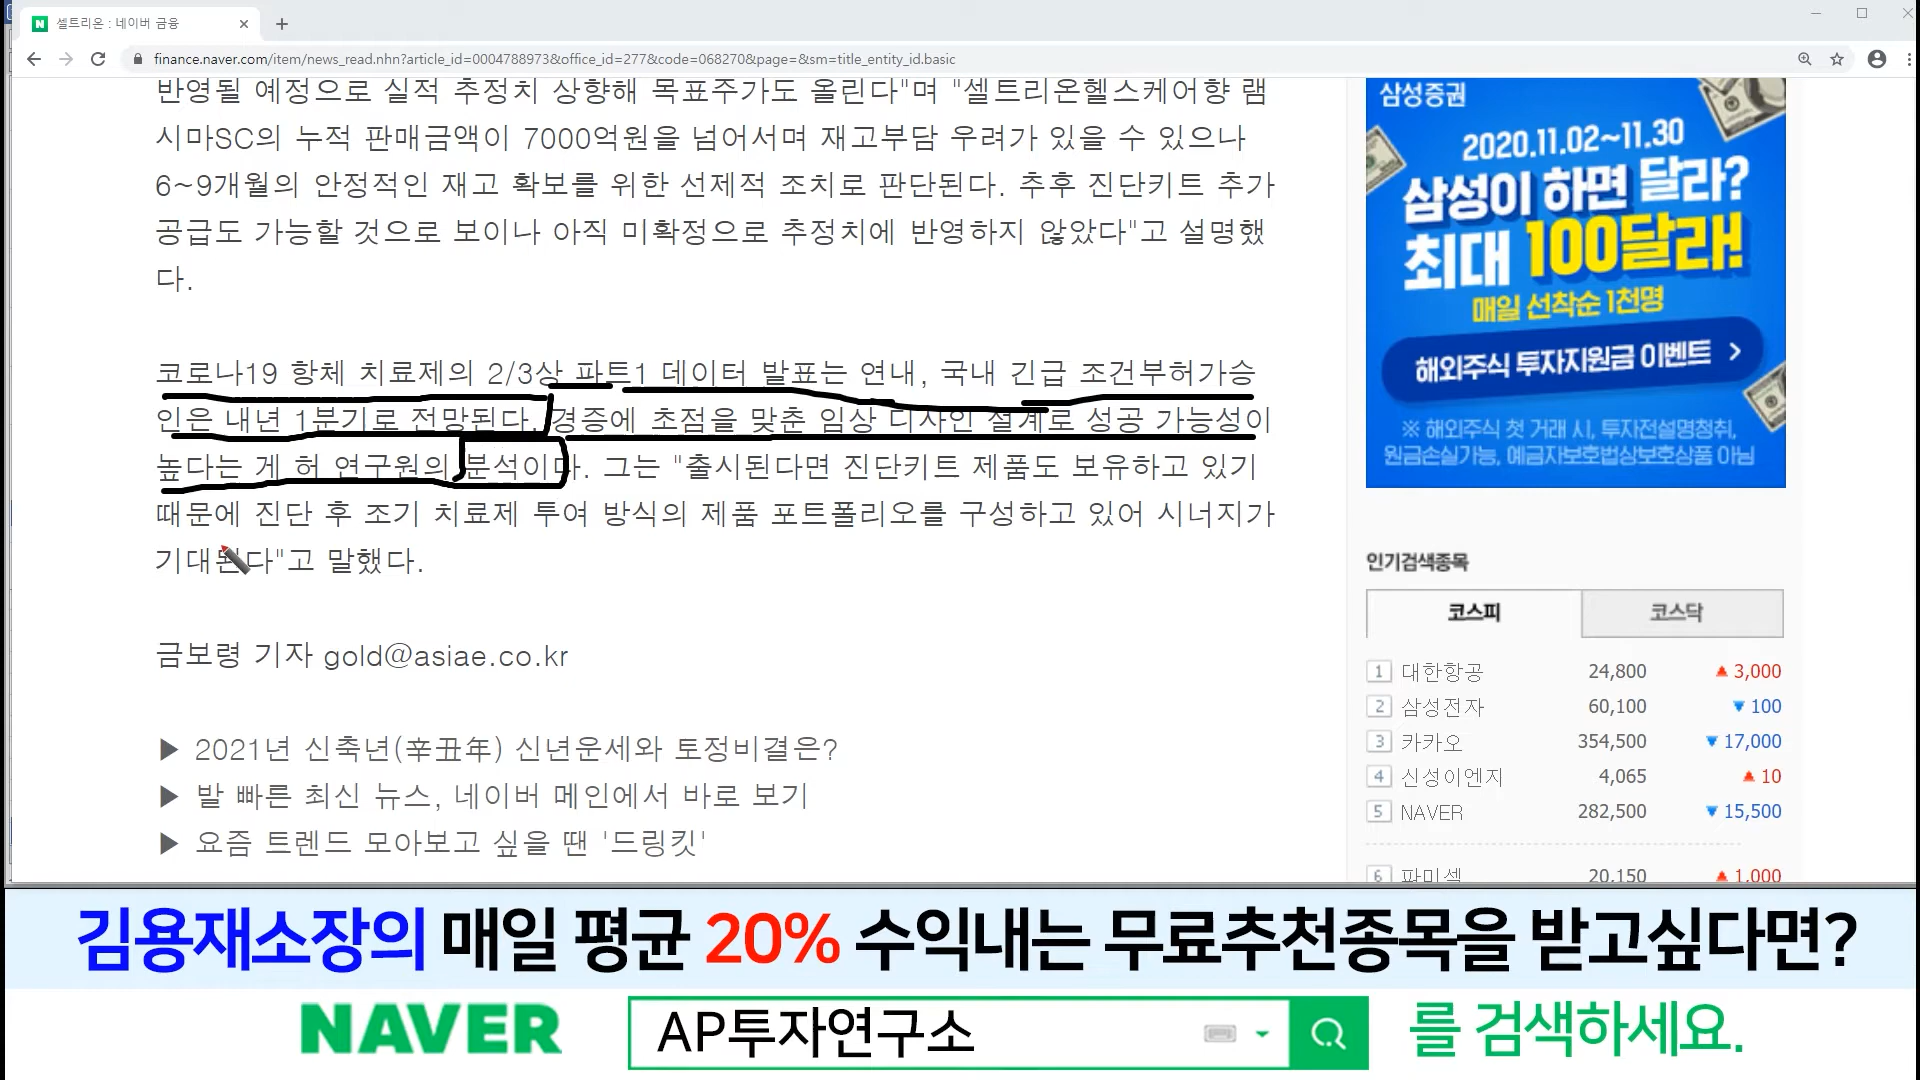 셀트리온 : 네이버 금융
finance.naver.com/item/news_read.nhn?article_id=0004788973&office_id=277&code=068270&page=&sm=title_entity_id.basic
반영될 예정으로 실적 추정치 상향해 목표주가도 올린다"며 "셀트리온헬스케어향 램
시마SC의 누적 판매금액이 7000억원을 넘어서며 재고부담 우려가 있을 수 있으나
6~9개월의 안정적인 재고 확보를 위한 선제적 조치로 판단된다. 추후 진단키트 추가
공급도 가능할 것으로 보이나 아직 미확정으로 추정치에 반영하지 않았다"고 설명했
다.
코로나19 항체 치료제의 2/3상 파트1 데이터 발표는 연내, 국내 긴급 조건부허가승
인은 내년 1분기로 전망된다. 경증에 초점을 맞춘 임상 디자인 설계로 성공 가능성이
높다는 게 허 연구원의 분석이다. 그는 "출시된다면 진단키트 제품도 보유하고 있기
때문에 진단 후 조기 치료제 투여 방식의 제품 포트폴리오를 구성하고 있어 시너지가
기대된다"고 말했다.
금보령 기자 gold@asiae.co.kr
▶ 2021년 신축년(辛丑年) 신년운세와 토정비결은?
▶ 발 빠른 최신 뉴스, 네이버 메인에서 바로 보기
▶ 요즘 트렌드 모아보고 싶을 땐 '드링킷'
삼성증권
2020.11.02~11.30
삼성이 하면 달라?
최대 100달러!
매일 선착순 1천명
해외주식 투자지원금 이벤트 >
※ 해외주식 첫 거래 시, 투자전설명청취,
원금손실가능, 예금자보호법상보호상품 아님
인기검색종목
코스피 코스닥
1 대한항공 24,800 ▲ 3,000
2 삼성전자 60,100 ▼ 100
3 카카오 354,500 ▼ 17,000
4 신성이엔지 4,065 ▲ 10
5 NAVER 282,500 ▼ 15,500
6 파미셀 20,150 ▲ 1,000
김용재소장의 매일 평균 20% 수익내는 무료추천종목을 받고싶다면?
NAVER AP투자연구소 를 검색하세요.